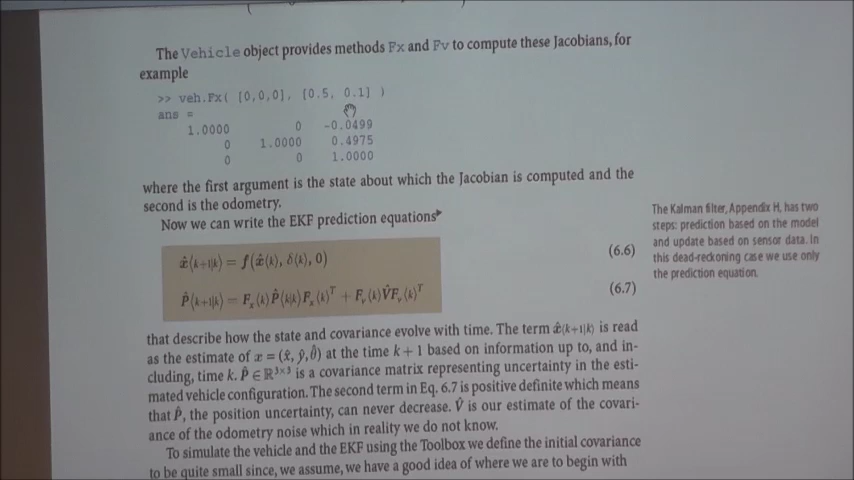 The Vehicle object provides methods Fx and Fv to compute these Jacobians, for
example
>> veh.Fx( [0,0,0], [0.5, 0.1] )
ans =
1.0000 0 -0.0499
0 1.0000 0.4975
0 0 1.0000
where the first argument is the state about which the Jacobian is computed and the
second is the odometry.
Now we can write the EKF prediction equations
x̂⟨k+1|k⟩ = f(x̂⟨k⟩, δ⟨k⟩, 0) (6.6)
P̂⟨k+1|k⟩ = Fx⟨k⟩P̂⟨k|k⟩Fx⟨k⟩ᵀ + Fv⟨k⟩V̂Fv⟨k⟩ᵀ (6.7)
that describe how the state and covariance evolve with time. The term x̂⟨k+1|k⟩ is read
as the estimate of x = (x̂, ŷ, θ̂) at the time k + 1 based on information up to, and in-
cluding, time k. P̂ ∈ ℝ³ˣ³ is a covariance matrix representing uncertainty in the esti-
mated vehicle configuration. The second term in Eq. 6.7 is positive definite which means
that P̂, the position uncertainty, can never decrease. V̂ is our estimate of the covari-
ance of the odometry noise which in reality we do not know.
To simulate the vehicle and the EKF using the Toolbox we define the initial covariance
to be quite small since, we assume, we have a good idea of where we are to begin with
The Kalman filter, Appendix H, has two
steps: prediction based on the model
and update based on sensor data. In
this dead-reckoning case we use only
the prediction equation.